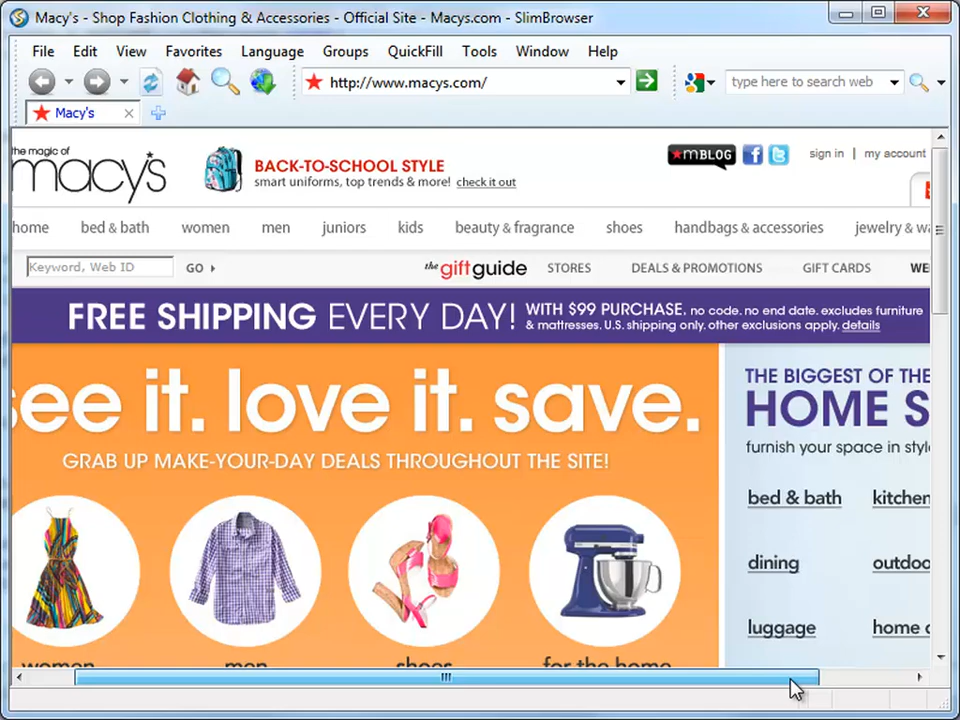 Macy's - Shop Fashion Clothing & Accessories - Official Site - Macys.com - SlimBrowser
File Edit View Favorites Language Groups QuickFill Tools Window Help
http://www.macys.com/
type here to search web
Macy's
the magic of
macy's
BACK-TO-SCHOOL STYLE
smart uniforms, top trends & more! check it out
mBLOG
sign in | my account
home bed & bath women men juniors kids beauty & fragrance shoes handbags & accessories jewelry & wa
Keyword, Web ID GO
the gift guide STORES DEALS & PROMOTIONS GIFT CARDS WE
FREE SHIPPING EVERY DAY!
WITH $99 PURCHASE. no code. no end date. excludes furniture
& mattresses. U.S. shipping only. other exclusions apply. details
see it. love it. save.
GRAB UP MAKE-YOUR-DAY DEALS THROUGHOUT THE SITE!
women men shoes for the home
THE BIGGEST OF THE
HOME S
furnish your space in style
bed & bath kitchen
dining outdoo
luggage home